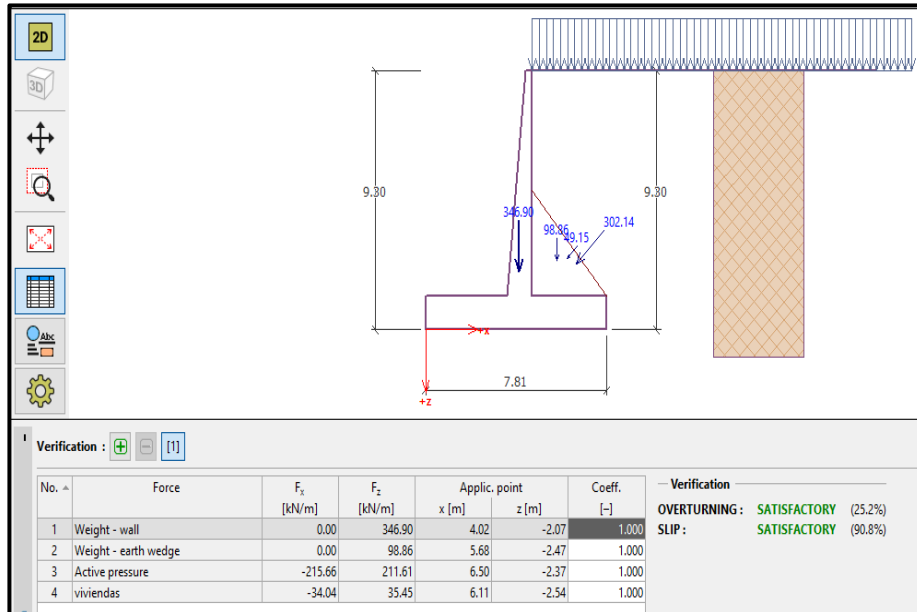 2D
3D
Abc
9.30
9.30
346.90
98.86
49.15
302.14
+x
7.81
+z
Verification : [1]
No. Force Fx Fz Applic. point Coeff.
[kN/m] [kN/m] x [m] z [m] [–]
1 Weight - wall 0.00 346.90 4.02 -2.07 1.000
2 Weight - earth wedge 0.00 98.86 5.68 -2.47 1.000
3 Active pressure -215.66 211.61 6.50 -2.37 1.000
4 viviendas -34.04 35.45 6.11 -2.54 1.000
Verification
OVERTURNING : SATISFACTORY (25.2%)
SLIP : SATISFACTORY (90.8%)